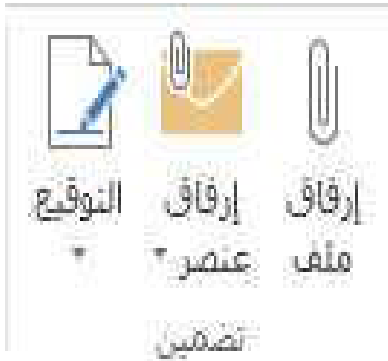 إرفاق ملف
إرفاق عنصر
التوقيع
تضمين